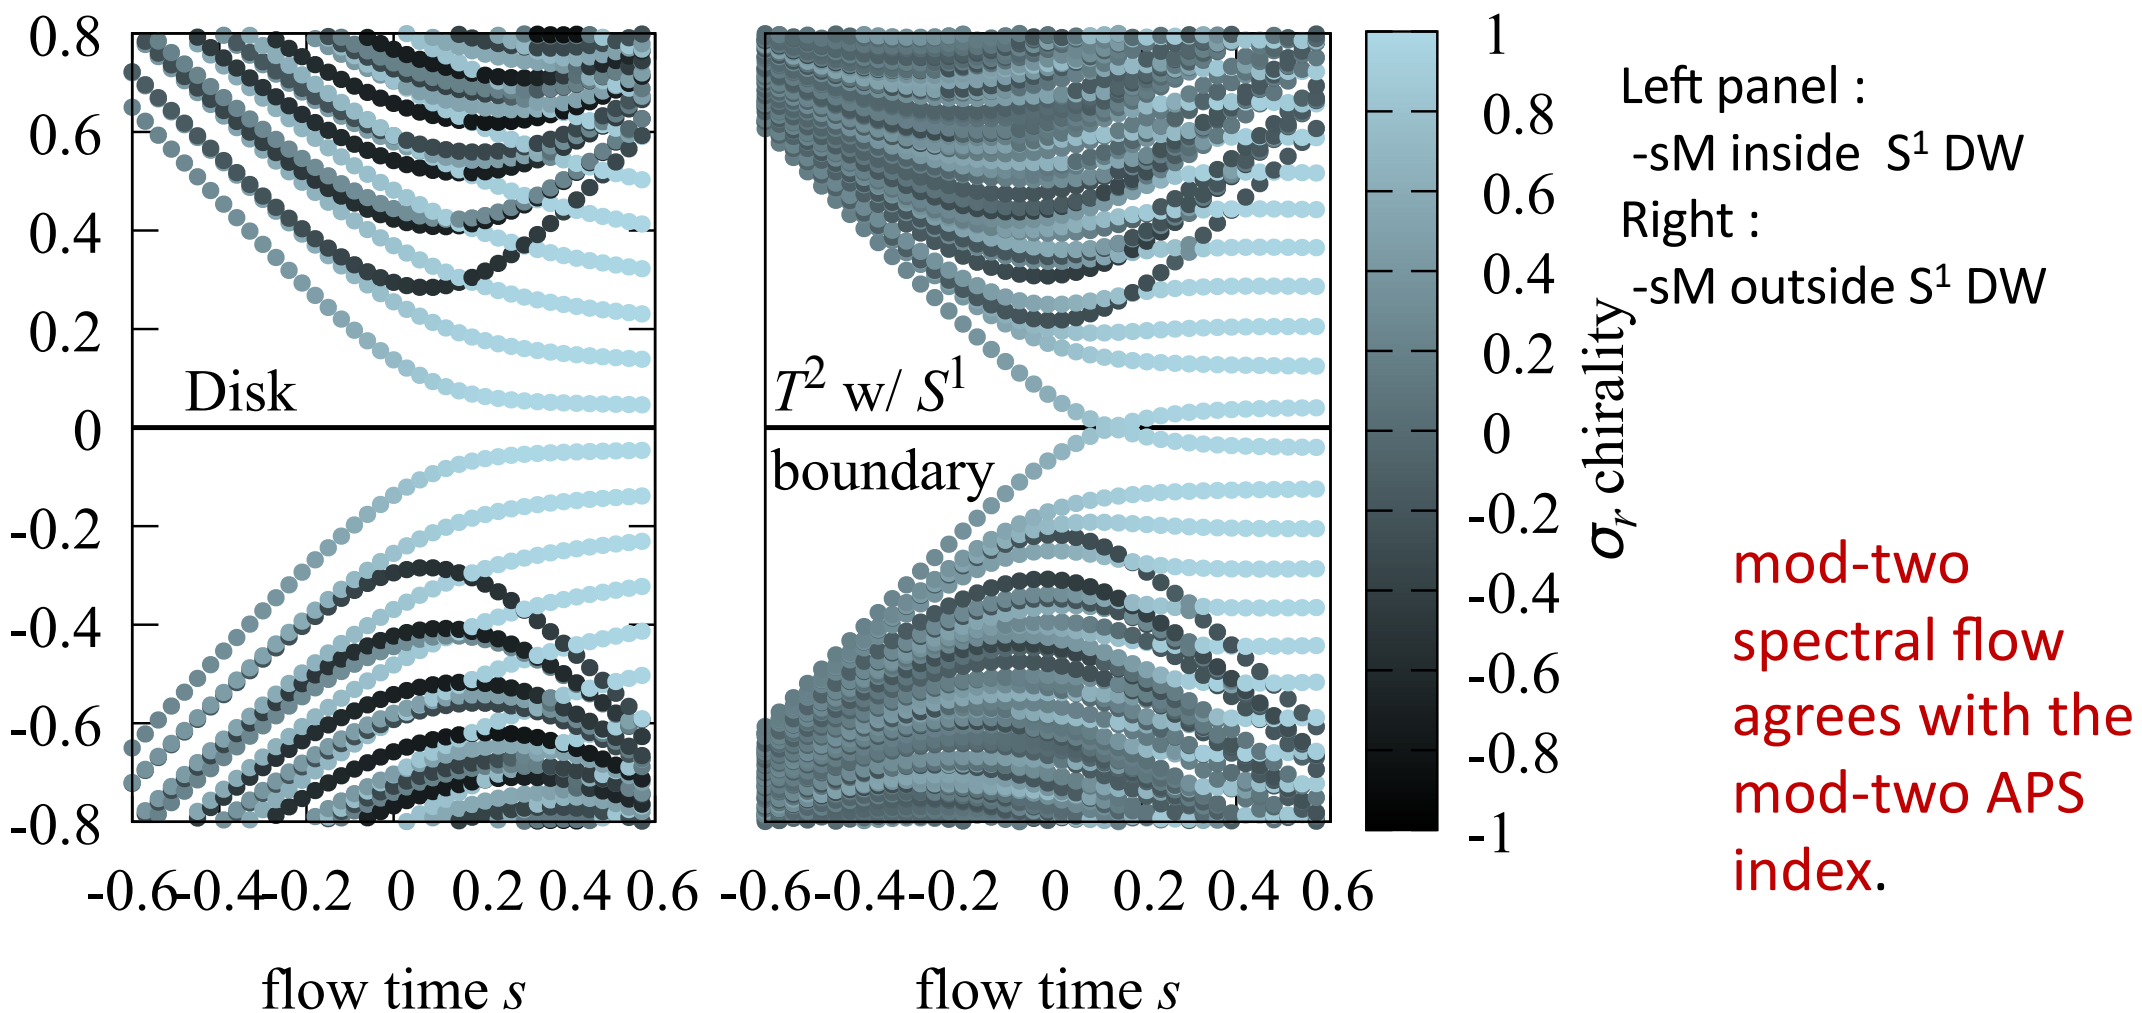 0.8
0.6
0.4
0.2
0
-0.2
-0.4
-0.6
-0.8
Disk
-0.6 -0.4 -0.2 0 0.2 0.4 0.6
flow time s
T² w/ S¹
boundary
-0.6 -0.4 -0.2 0 0.2 0.4 0.6
flow time s
1
0.8
0.6
0.4
0.2
0
-0.2
-0.4
-0.6
-0.8
-1
σr chirality
Left panel :
-sM inside S¹ DW
Right :
-sM outside S¹ DW
mod-two
spectral flow
agrees with the
mod-two APS
index.